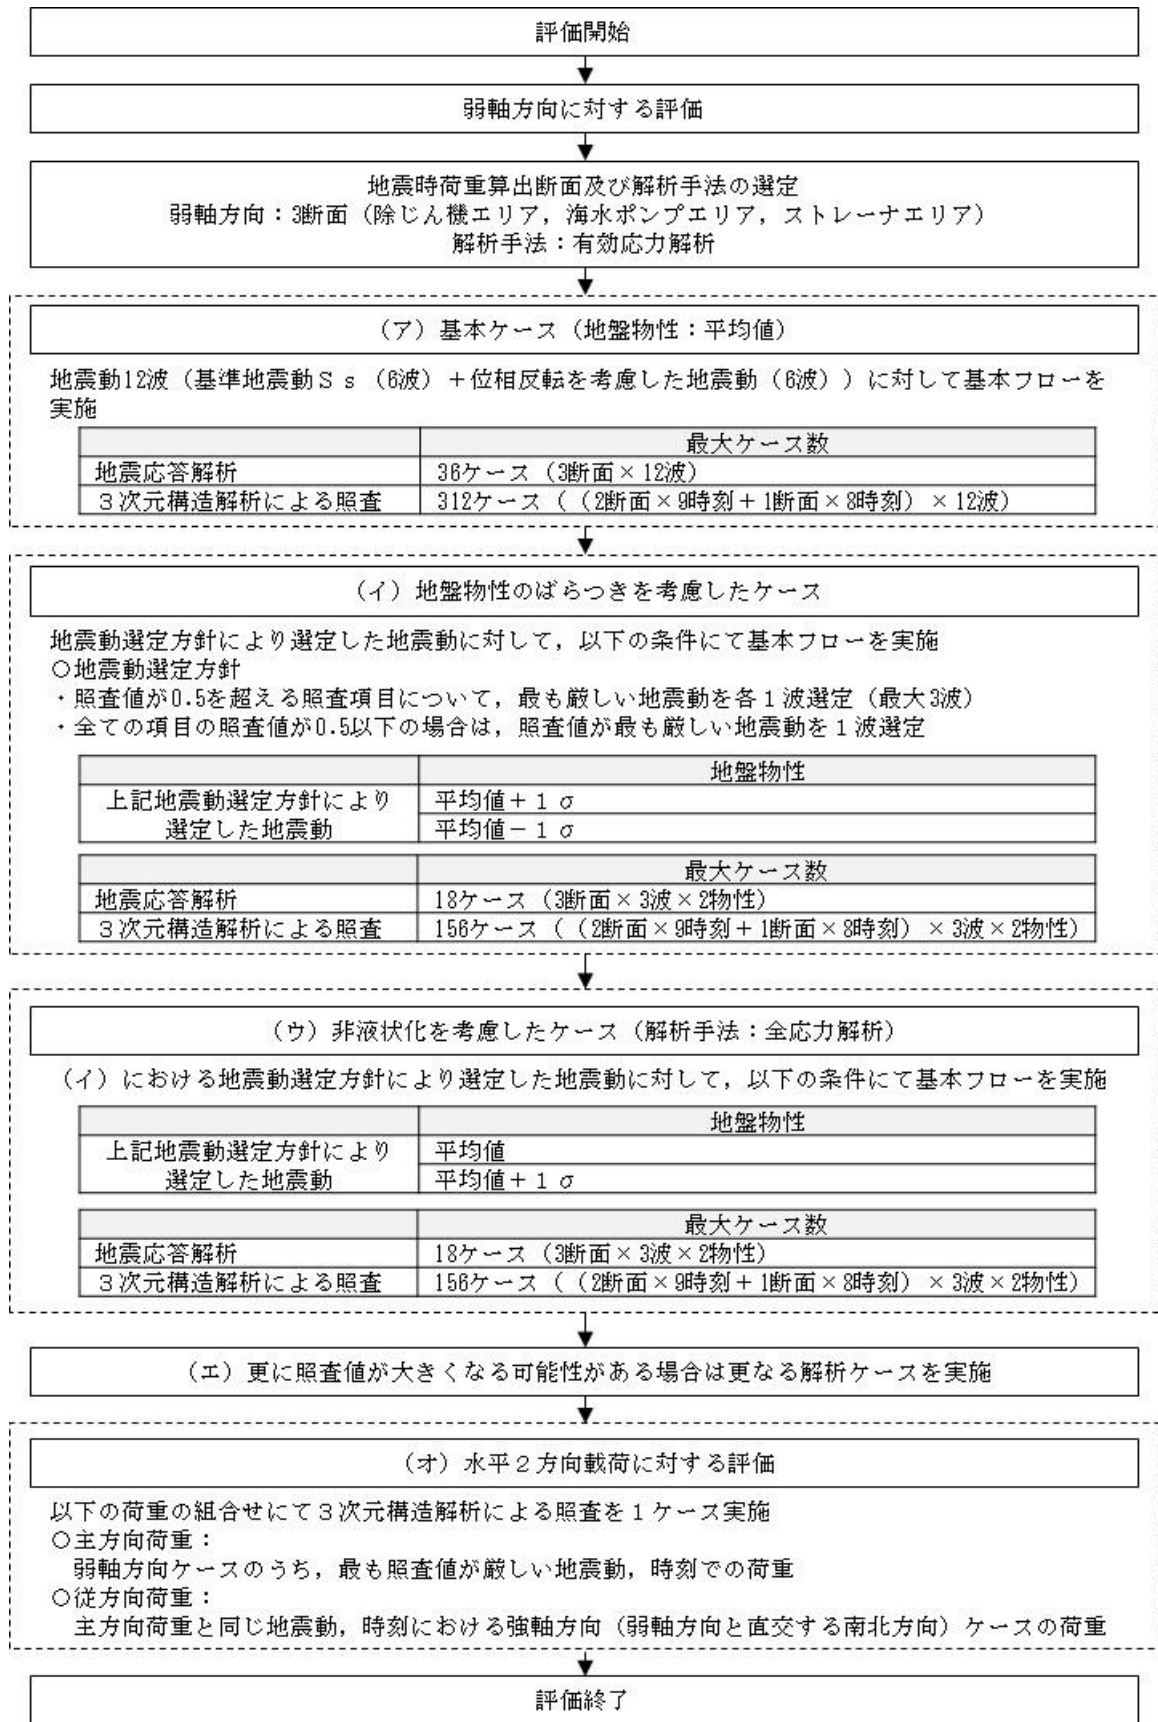 評価開始
弱軸方向に対する評価
地震時荷重算出断面及び解析手法の選定
弱軸方向：3断面（除じん機エリア，海水ポンプエリア，ストレーナエリア）
解析手法：有効応力解析
（ア）基本ケース（地盤物性：平均値）
地震動12波（基準地震動Ｓｓ（6波）＋位相反転を考慮した地震動（6波））に対して基本フローを
実施
最大ケース数
地震応答解析 36ケース（3断面×12波）
３次元構造解析による照査 312ケース（（2断面×9時刻＋1断面×8時刻）×12波）
（イ）地盤物性のばらつきを考慮したケース
地震動選定方針により選定した地震動に対して，以下の条件にて基本フローを実施
○地震動選定方針
・照査値が0.5を超える照査項目について，最も厳しい地震動を各１波選定（最大3波）
・全ての項目の照査値が0.5以下の場合は，照査値が最も厳しい地震動を１波選定
地盤物性
上記地震動選定方針により 平均値＋１σ
選定した地震動 平均値－１σ
最大ケース数
地震応答解析 18ケース（3断面×3波×2物性）
３次元構造解析による照査 156ケース（（2断面×9時刻＋1断面×8時刻）×3波×2物性）
（ウ）非液状化を考慮したケース（解析手法：全応力解析）
（イ）における地震動選定方針により選定した地震動に対して，以下の条件にて基本フローを実施
地盤物性
上記地震動選定方針により 平均値
選定した地震動 平均値＋１σ
最大ケース数
地震応答解析 18ケース（3断面×3波×2物性）
３次元構造解析による照査 156ケース（（2断面×9時刻＋1断面×8時刻）×3波×2物性）
（エ）更に照査値が大きくなる可能性がある場合は更なる解析ケースを実施
（オ）水平２方向載荷に対する評価
以下の荷重の組合せにて３次元構造解析による照査を１ケース実施
○主方向荷重：
弱軸方向ケースのうち，最も照査値が厳しい地震動，時刻での荷重
○従方向荷重：
主方向荷重と同じ地震動，時刻における強軸方向（弱軸方向と直交する南北方向）ケースの荷重
評価終了